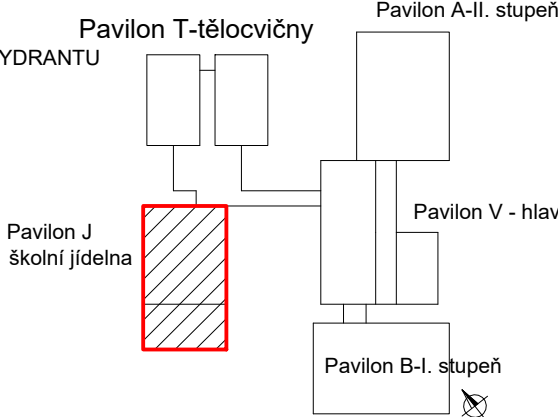 Pavilon A-II. stupeň
Pavilon T-tělocvičny
YDRANTU
Pavilon V - hlav
Pavilon J
školní jídelna
Pavilon B-I. stupeň